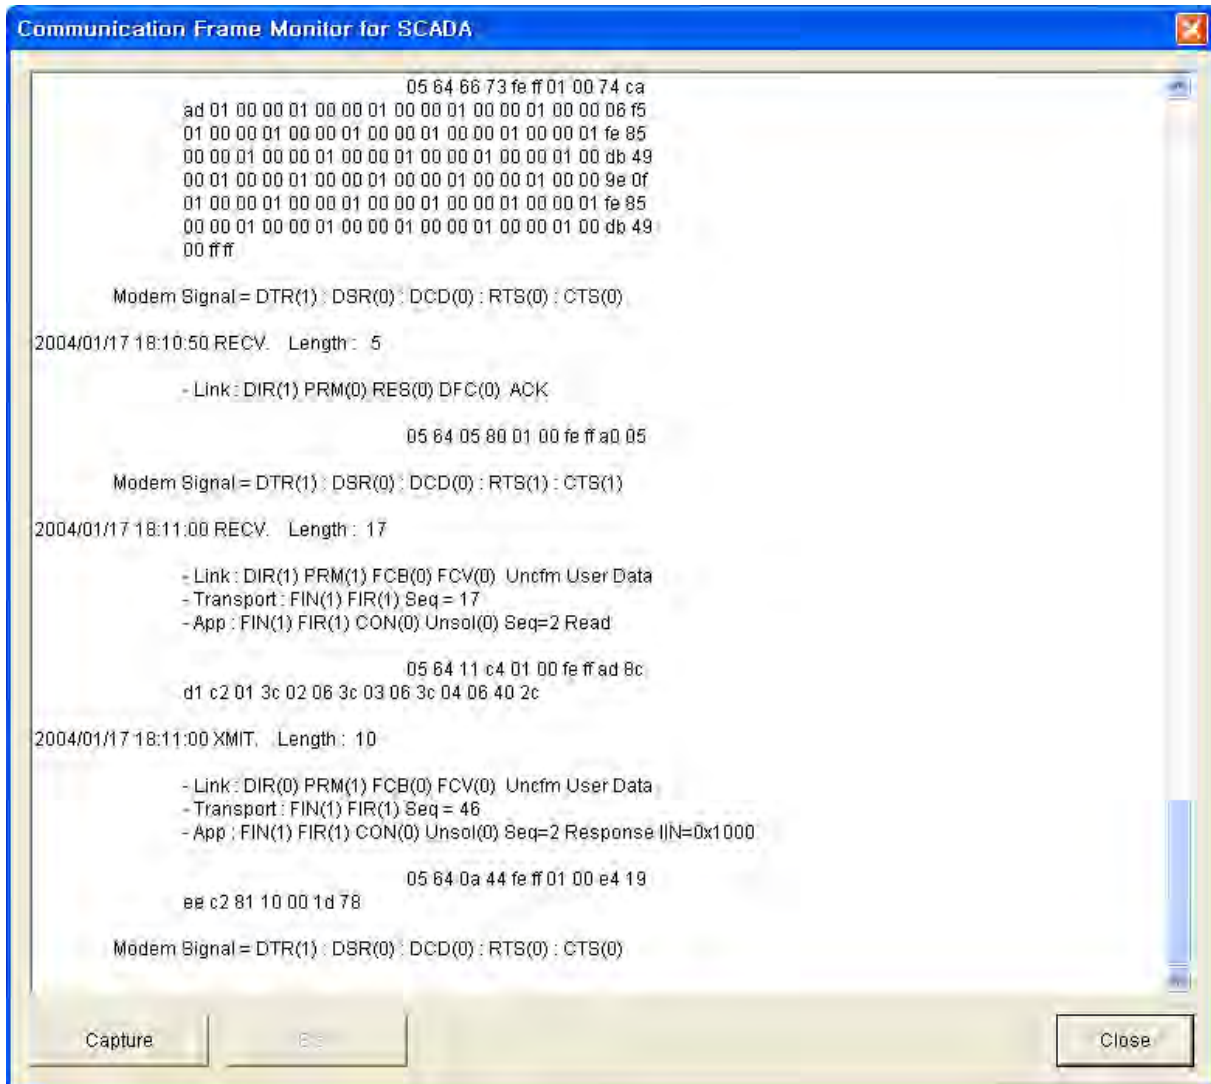 Communication Frame Monitor for SCADA
05 64 66 73 fe ff 01 00 74 ca
ad 01 00 00 01 00 00 01 00 00 01 00 00 01 00 00 06 f5
01 00 00 01 00 00 01 00 00 01 00 00 01 00 00 01 fe 85
00 00 01 00 00 01 00 00 01 00 00 01 00 00 01 00 db 49
00 01 00 00 01 00 00 01 00 00 01 00 00 01 00 00 9e 0f
01 00 00 01 00 00 01 00 00 01 00 00 01 00 00 01 fe 85
00 00 01 00 00 01 00 00 01 00 00 01 00 00 01 00 db 49
00 ff ff
Modem Signal = DTR(1) : DSR(0) : DCD(0) : RTS(0) : CTS(0)
2004/01/17 18:10:50 RECV. Length : 5
- Link : DIR(1) PRM(0) RES(0) DFC(0) ACK
05 64 05 80 01 00 fe ff a0 05
Modem Signal = DTR(1) : DSR(0) : DCD(0) : RTS(1) : CTS(1)
2004/01/17 18:11:00 RECV. Length : 17
- Link : DIR(1) PRM(1) FCB(0) FCV(0) Uncfm User Data
- Transport : FIN(1) FIR(1) Seq = 17
- App : FIN(1) FIR(1) CON(0) Unsol(0) Seq=2 Read
05 64 11 c4 01 00 fe ff ad 8c
d1 c2 01 3c 02 06 3c 03 06 3c 04 06 40 2c
2004/01/17 18:11:00 XMIT. Length : 10
- Link : DIR(0) PRM(1) FCB(0) FCV(0) Uncfm User Data
- Transport : FIN(1) FIR(1) Seq = 46
- App : FIN(1) FIR(1) CON(0) Unsol(0) Seq=2 Response IIN=0x1000
05 64 0a 44 fe ff 01 00 e4 19
ee c2 81 10 00 1d 78
Modem Signal = DTR(1) : DSR(0) : DCD(0) : RTS(0) : CTS(0)
Capture
Close